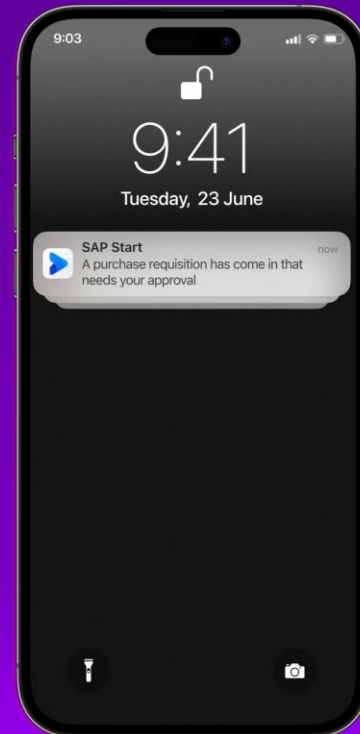 9:03
9:41
Tuesday, 23 June
SAP Start
now
A purchase requisition has come in that
needs your approval